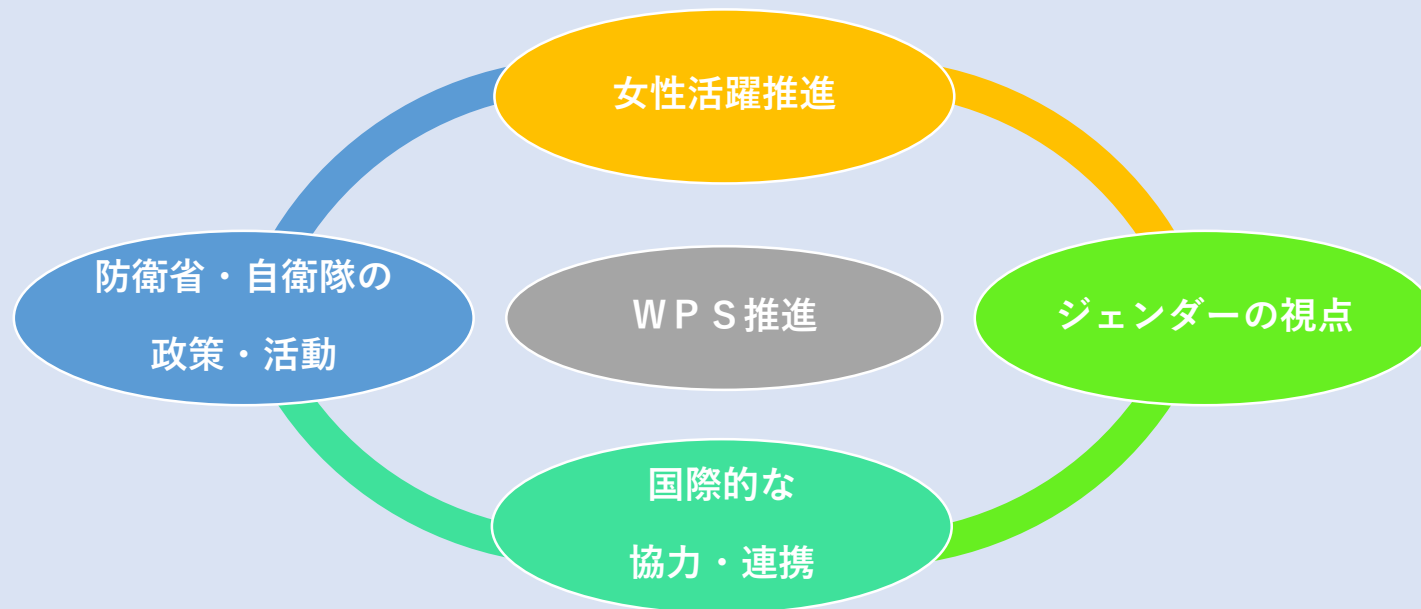 女性活躍推進
防衛省・自衛隊の
政策・活動
ＷＰＳ推進
ジェンダーの視点
国際的な
協力・連携